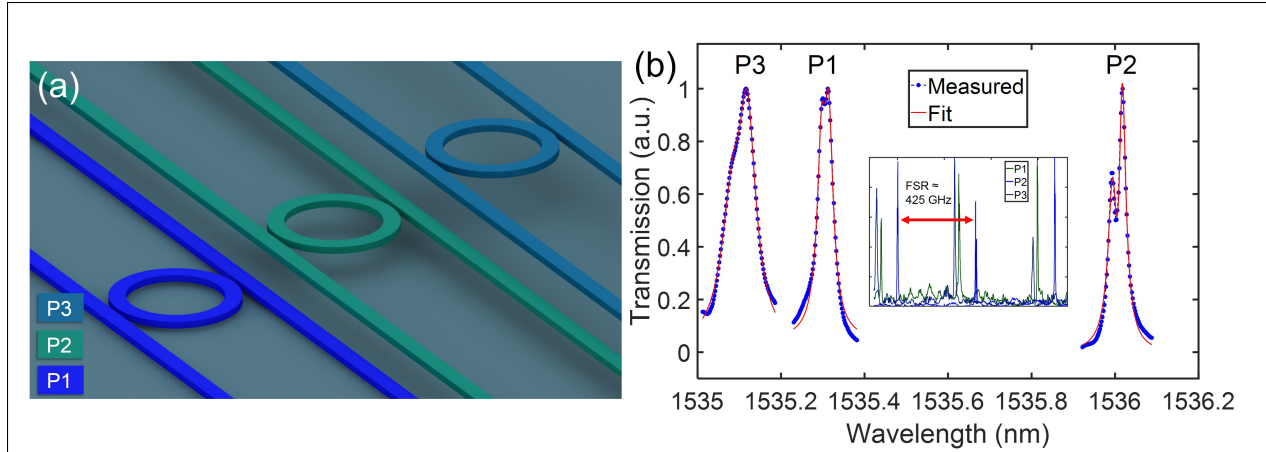 (a)
P3
P2
P1
(b)
P3
P1
P2
Measured
Fit
FSR ≈
425 GHz
P1
P2
P3
Transmission (a.u.)
1
0.8
0.6
0.4
0.2
0
1535
1535.2
1535.4
1535.6
1535.8
1536
1536.2
Wavelength (nm)